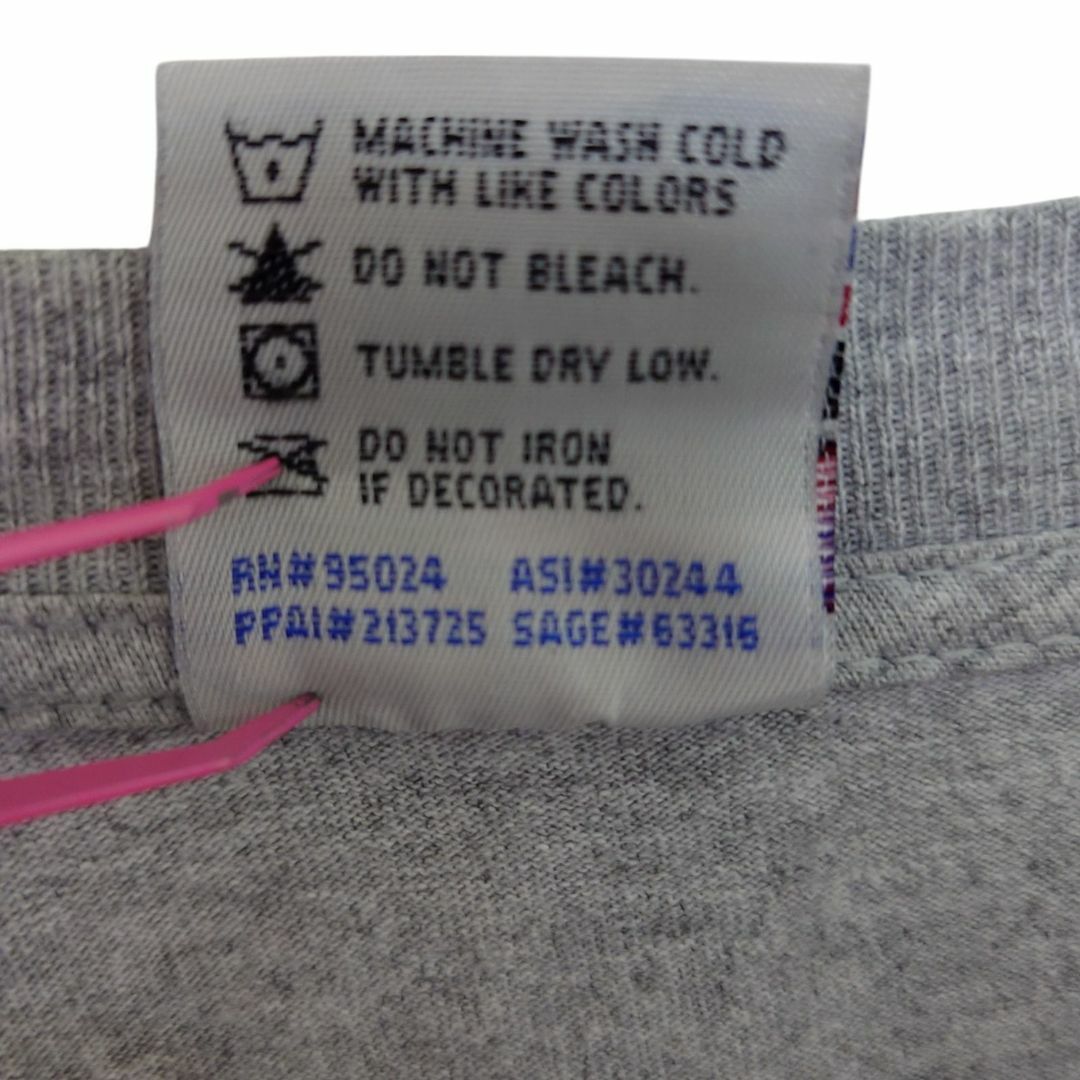 MACHINE WASH COLD
WITH LIKE COLORS
DO NOT BLEACH.
TUMBLE DRY LOW.
DO NOT IRON
IF DECORATED.
RN#95024 ASI#30244
PPAI#213725 SAGE#63316